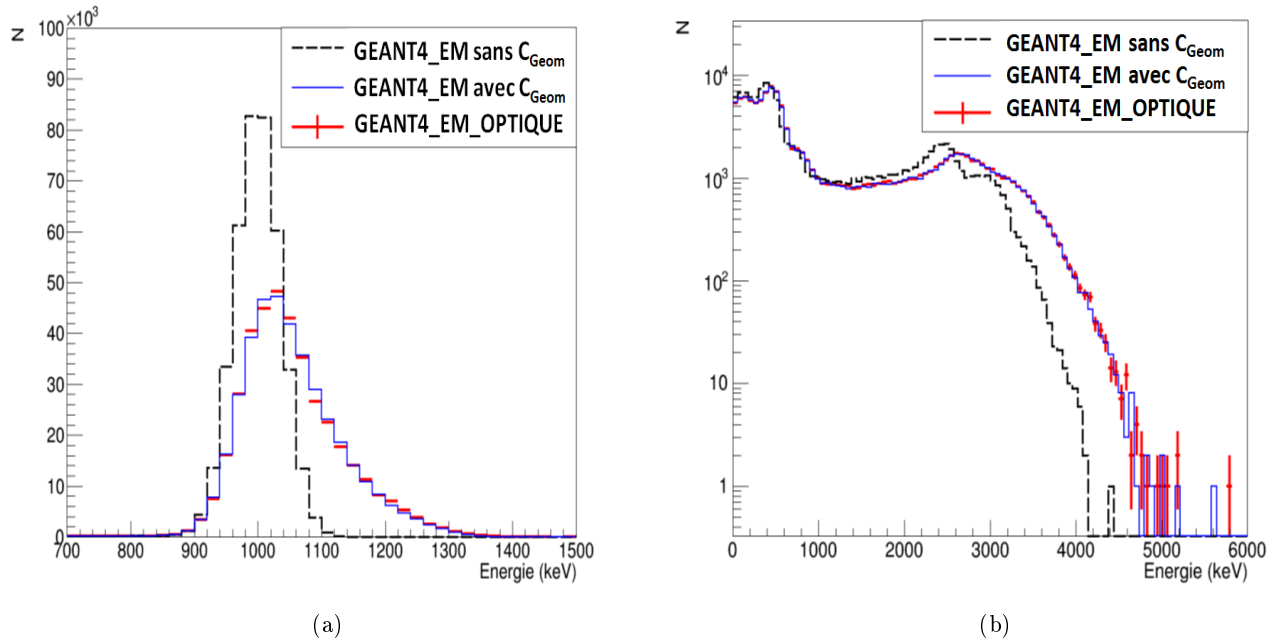 ×10³
N
100
90
80
70
60
50
40
30
20
10
0
700 800 900 1000 1100 1200 1300 1400 1500
Energie (keV)
GEANT4_EM sans C_Geom
GEANT4_EM avec C_Geom
GEANT4_EM_OPTIQUE
(a)
N
10⁴
10³
10²
10
1
0 1000 2000 3000 4000 5000 6000
Energie (keV)
GEANT4_EM sans C_Geom
GEANT4_EM avec C_Geom
GEANT4_EM_OPTIQUE
(b)